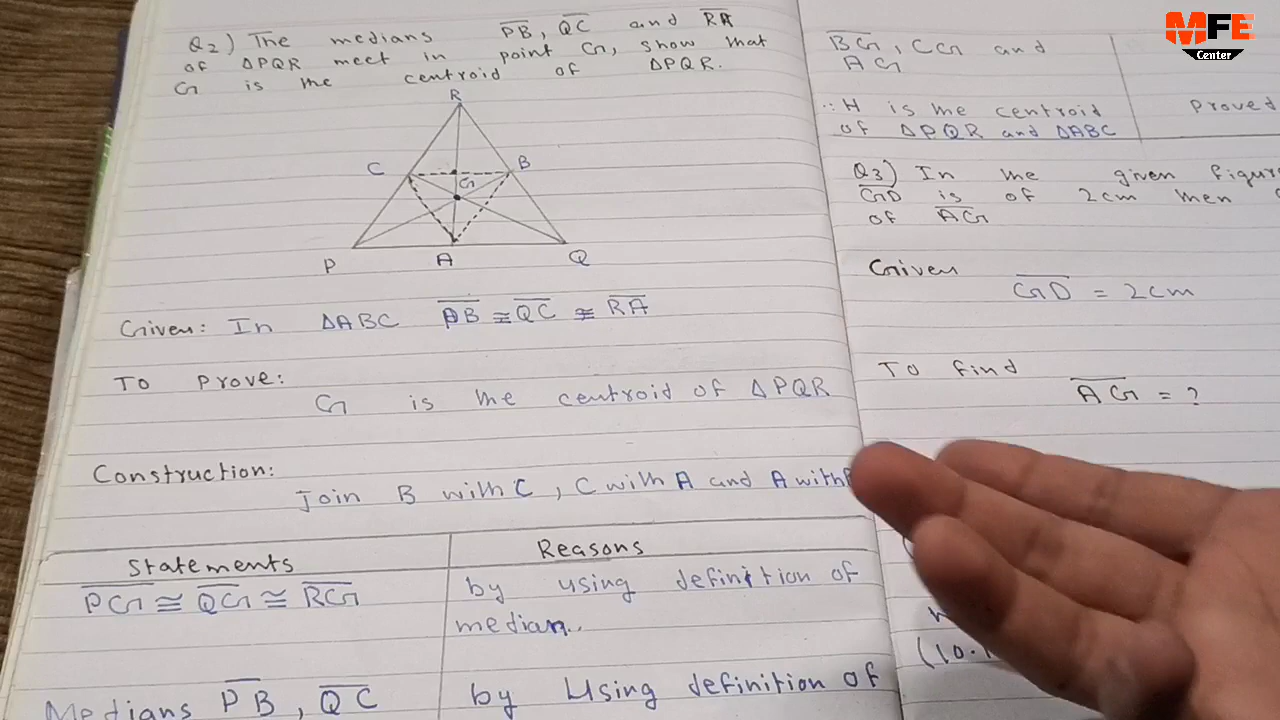 Q2) The medians PB, QC and RA
of ΔPQR meet in point G, show that
G is the centroid of ΔPQR.
R
C
B
G
P
A
Q
Given: In ΔABC PB ≅ QC ≅ RA
To Prove:
G is the centroid of ΔPQR
Construction:
Join B with C, C with A and A with
Statements
Reasons
PG ≅ QG ≅ RG
by using definition of
median.
Medians PB, QC
by Using definition of
BG, CG and
AG
∴ H is the centroid
of ΔPQR and ΔABC
Proved
Q3) In the given figure
GD is of 2cm then
of AG
Given
GD = 2cm
To find
AG = ?
(10.
MFE
Center